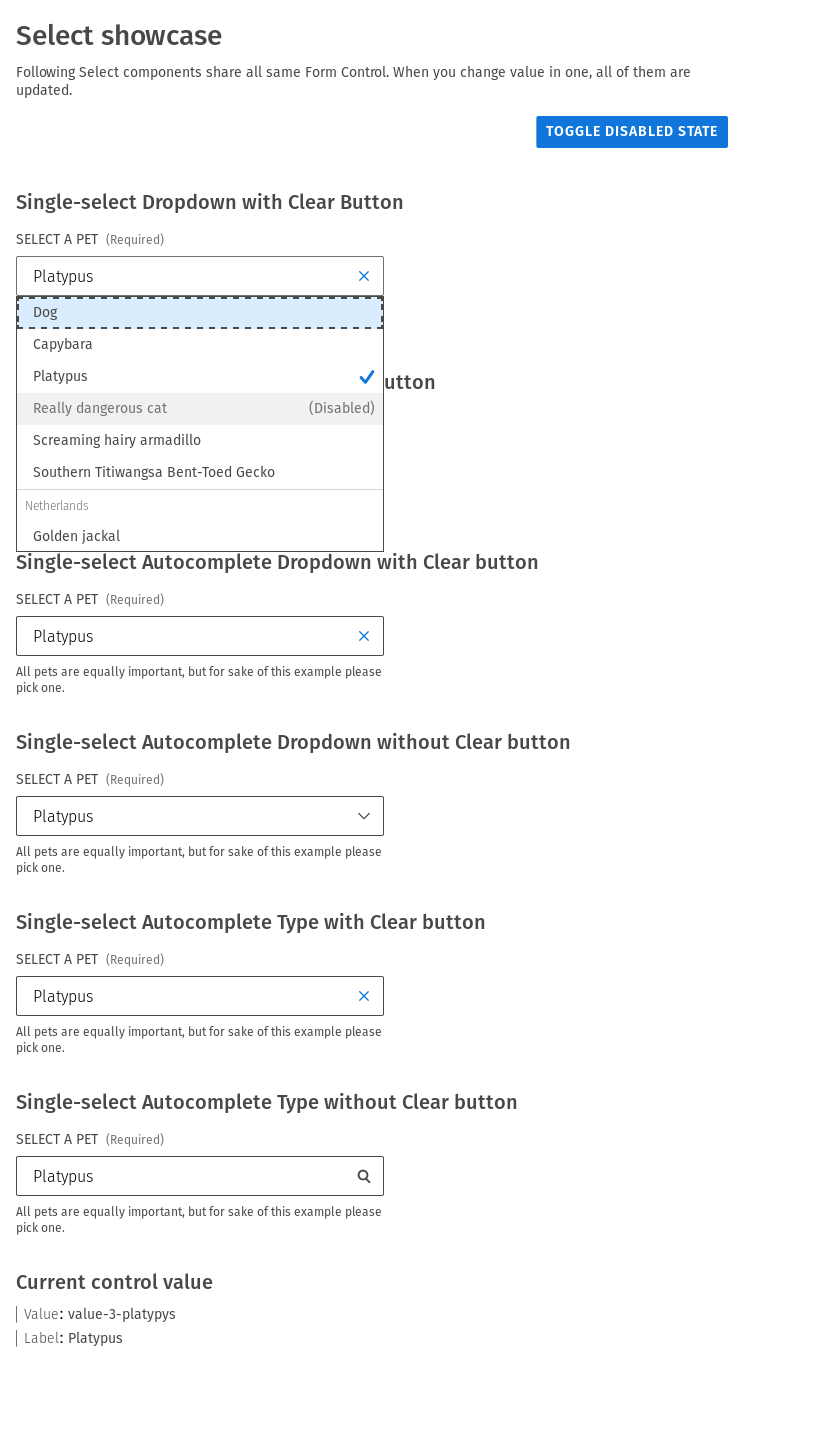 Select showcase
Following Select components share all same Form Control. When you change value in one, all of them are
updated.
TOGGLE DISABLED STATE
Single-select Dropdown with Clear Button
SELECT A PET (Required)
Platypus
Dog
Capybara
Platypus
utton
Really dangerous cat (Disabled)
Screaming hairy armadillo
Southern Titiwangsa Bent-Toed Gecko
Netherlands
Golden jackal
Single-select Autocomplete Dropdown with Clear button
SELECT A PET (Required)
Platypus
All pets are equally important, but for sake of this example please
pick one.
Single-select Autocomplete Dropdown without Clear button
SELECT A PET (Required)
Platypus
All pets are equally important, but for sake of this example please
pick one.
Single-select Autocomplete Type with Clear button
SELECT A PET (Required)
Platypus
All pets are equally important, but for sake of this example please
pick one.
Single-select Autocomplete Type without Clear button
SELECT A PET (Required)
Platypus
All pets are equally important, but for sake of this example please
pick one.
Current control value
Value: value-3-platypys
Label: Platypus